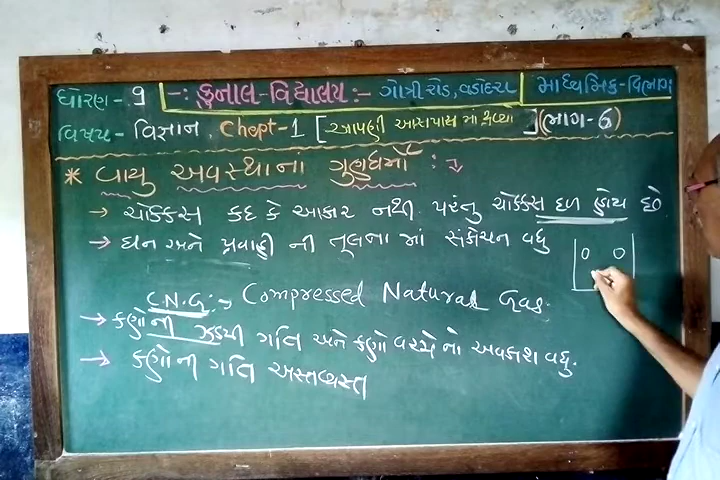 ધોરણ - 9 -: કુનાલ-વિદ્યાલય :- ગોત્રી રોડ, વડોદરા માધ્યમિક-વિભાગ:
વિષય - વિજ્ઞાન. Chept-1 [આપણી આસપાસ માં દ્રવ્ય] (ભાગ-6)
* વાયુ અવસ્થાના ગુણધર્મો :→
→ ચોક્કસ કદ કે આકાર નથી પરંતુ ચોક્કસ દળ હોય છે.
→ ઘન અને પ્રવાહી ની તૂલના માં સંકોચન વધુ
C.N.G :→ Compressed Natural Gas.
→ કણોની ઝડપી ગતિ અને કણો વચ્ચે નો અવકાશ વધુ.
→ કણોની ગતિ અસ્તવ્યસ્ત